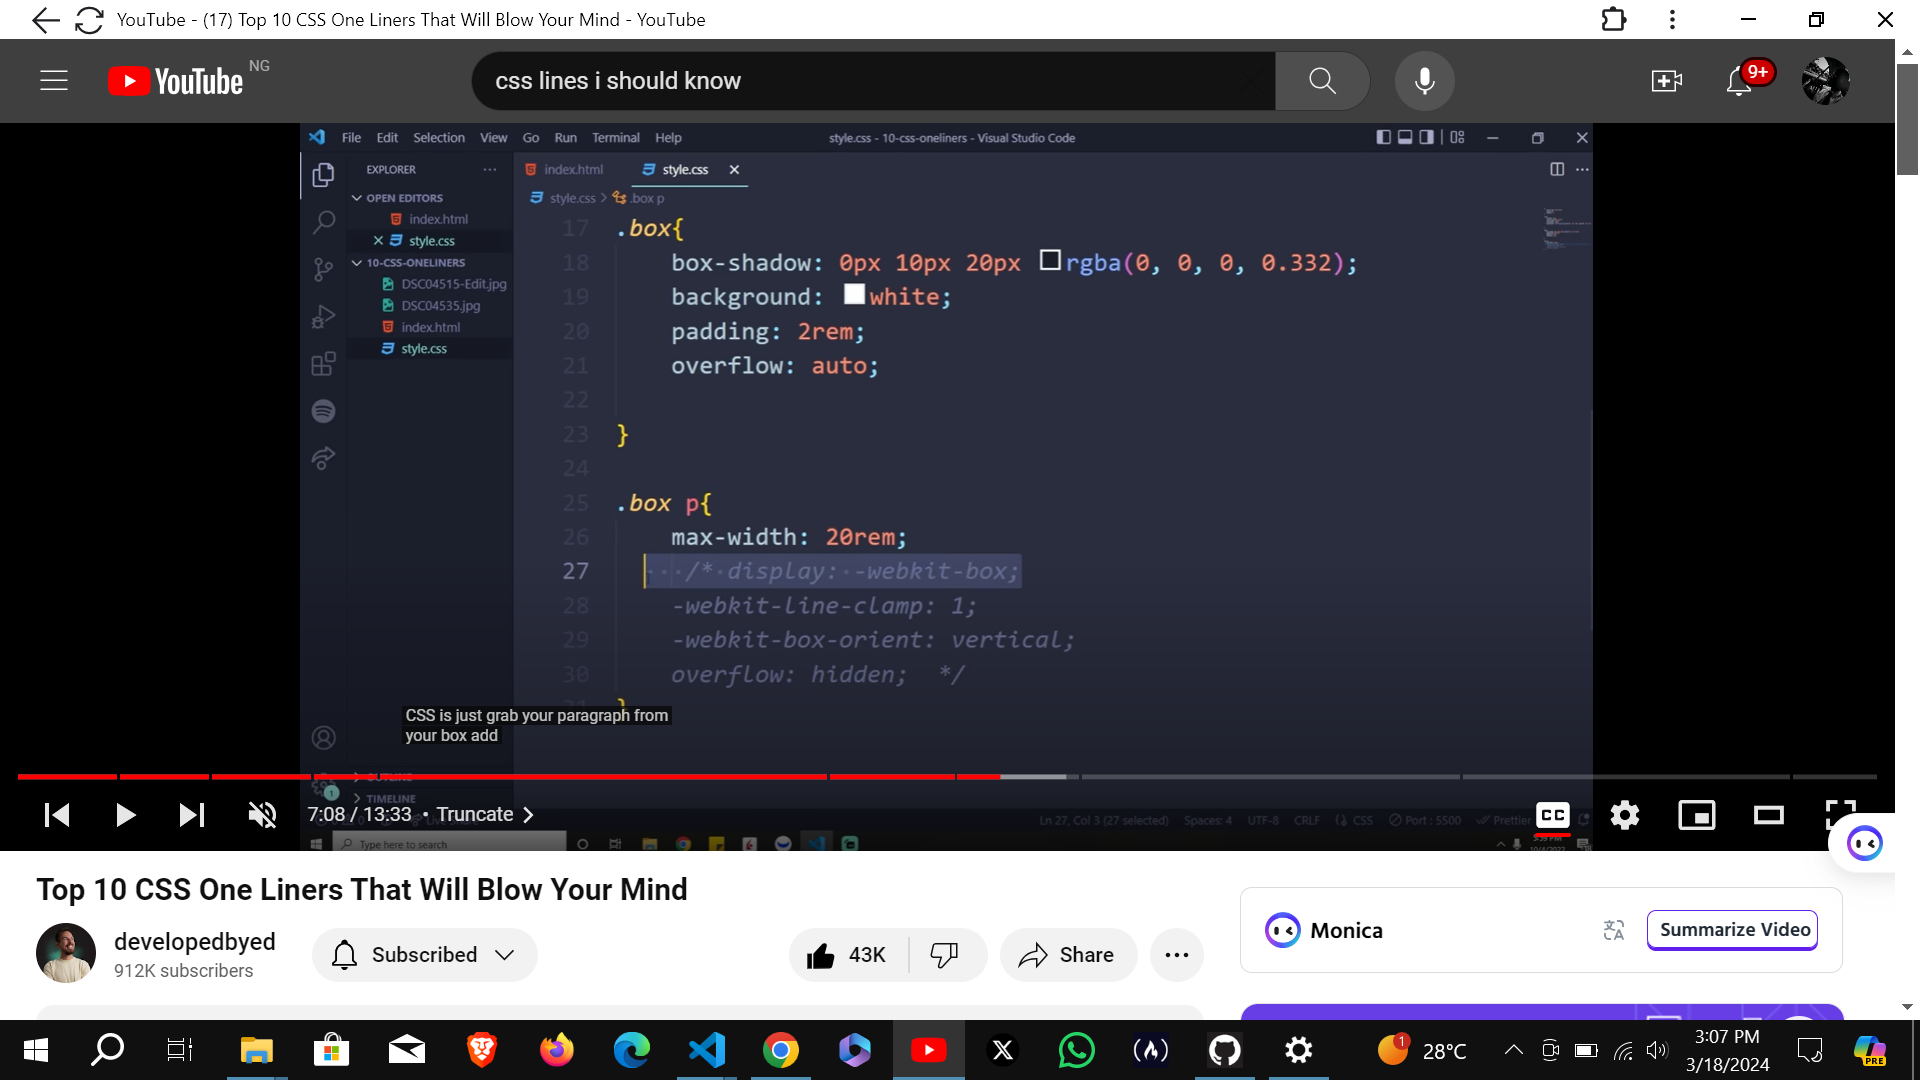 YouTube - (17) Top 10 CSS One Liners That Will Blow Your Mind - YouTube
YouTube NG
css lines i should know
9+
File Edit Selection View Go Run Terminal Help
style.css - 10-css-oneliners - Visual Studio Code
EXPLORER
OPEN EDITORS
index.html
style.css
10-CSS-ONELINERS
DSC04515-Edit.jpg
DSC04535.jpg
index.html
style.css
index.html style.css
style.css > .box p
17 .box{
18 box-shadow: 0px 10px 20px rgba(0, 0, 0, 0.332);
19 background: white;
20 padding: 2rem;
21 overflow: auto;
22
23 }
24
25 .box p{
26 max-width: 20rem;
27 /* display: -webkit-box;
28 -webkit-line-clamp: 1;
29 -webkit-box-orient: vertical;
30 overflow: hidden; */
}
CSS is just grab your paragraph from
your box add
OUTLINE
TIMELINE
1
7:08 / 13:33 • Truncate
CC
Ln 27, Col 3 (27 selected) Spaces: 4 UTF-8 CRLF CSS Port : 5500 Prettier
Type here to search
Top 10 CSS One Liners That Will Blow Your Mind
developedbyed
912K subscribers
Subscribed
43K
Share
Monica
Summarize Video
1
28°C
3:07 PM
3/18/2024
PRE